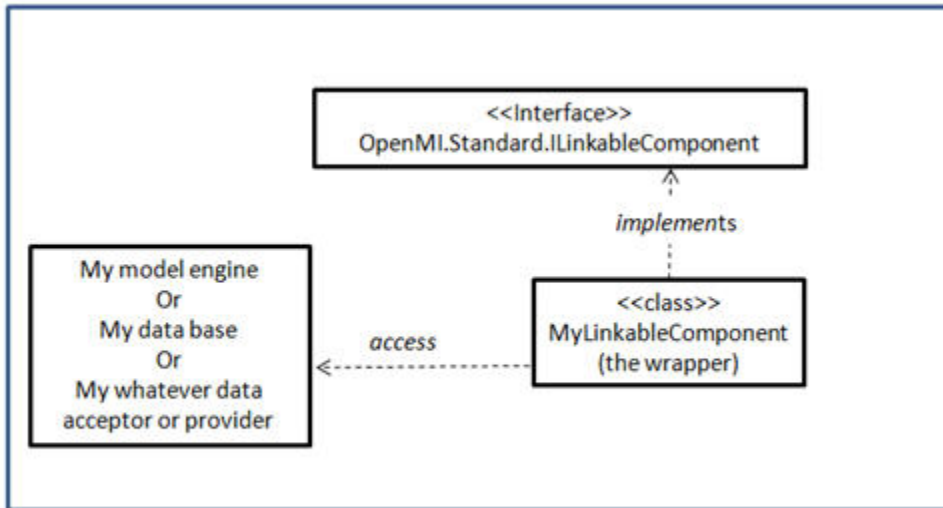 <<Interface>>
OpenMI.Standard.ILinkableComponent
implements
My model engine
Or
My data base
Or
My whatever data
acceptor or provider
access
<<class>>
MyLinkableComponent
(the wrapper)